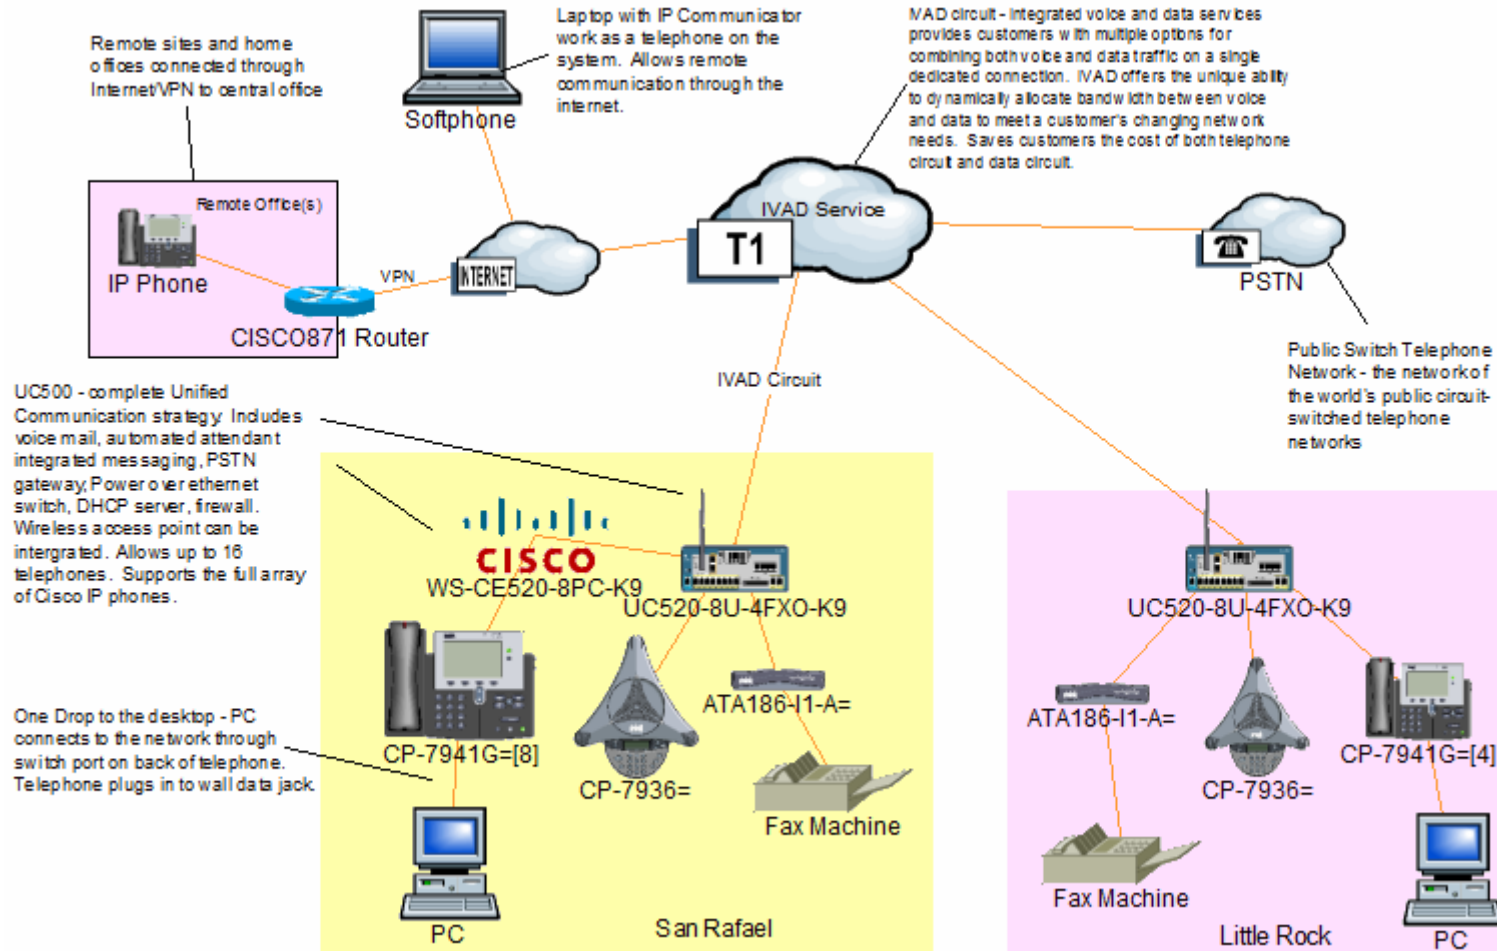 Remote sites and home
offices connected through
Internet/VPN to central office
Laptop with IP Communicator
work as a telephone on the
system. Allows remote
communication through the
internet.
IVAD circuit - integrated voice and data services
provides customers with multiple options for
combining both voice and data traffic on a single
dedicated connection. IVAD offers the unique ability
to dynamically allocate bandwidth between voice
and data to meet a customer's changing network
needs. Saves customers the cost of both telephone
circuit and data circuit.
Softphone
Remote Office(s)
IP Phone
CISCO871 Router
VPN
INTERNET
IVAD Service
T1
PSTN
Public Switch Telephone
Network - the network of
the world's public circuit-
switched telephone
networks
IVAD Circuit
UC500 - complete Unified
Communication strategy. Includes
voice mail, automated attendant
integrated messaging, PSTN
gateway, Power over ethernet
switch, DHCP server, firewall.
Wireless access point can be
intergrated. Allows up to 16
telephones. Supports the full array
of Cisco IP phones.
CISCO
WS-CE520-8PC-K9
UC520-8U-4FXO-K9
CP-7941G=[8]
CP-7936=
ATA186-I1-A=
Fax Machine
PC
San Rafael
One Drop to the desktop - PC
connects to the network through
switch port on back of telephone.
Telephone plugs in to wall data jack.
UC520-8U-4FXO-K9
ATA186-I1-A=
CP-7936=
CP-7941G=[4]
Fax Machine
PC
Little Rock